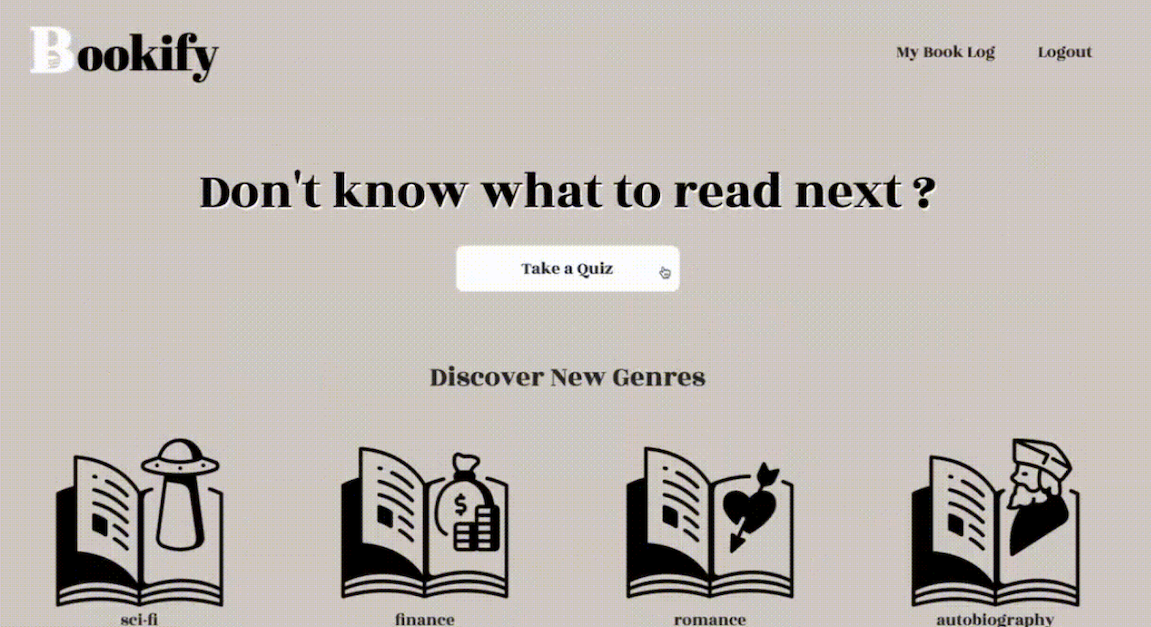 Bookify
My Book Log Logout
Don't know what to read next ?
Take a Quiz
Discover New Genres
$
sci-fi finance romance autobiography